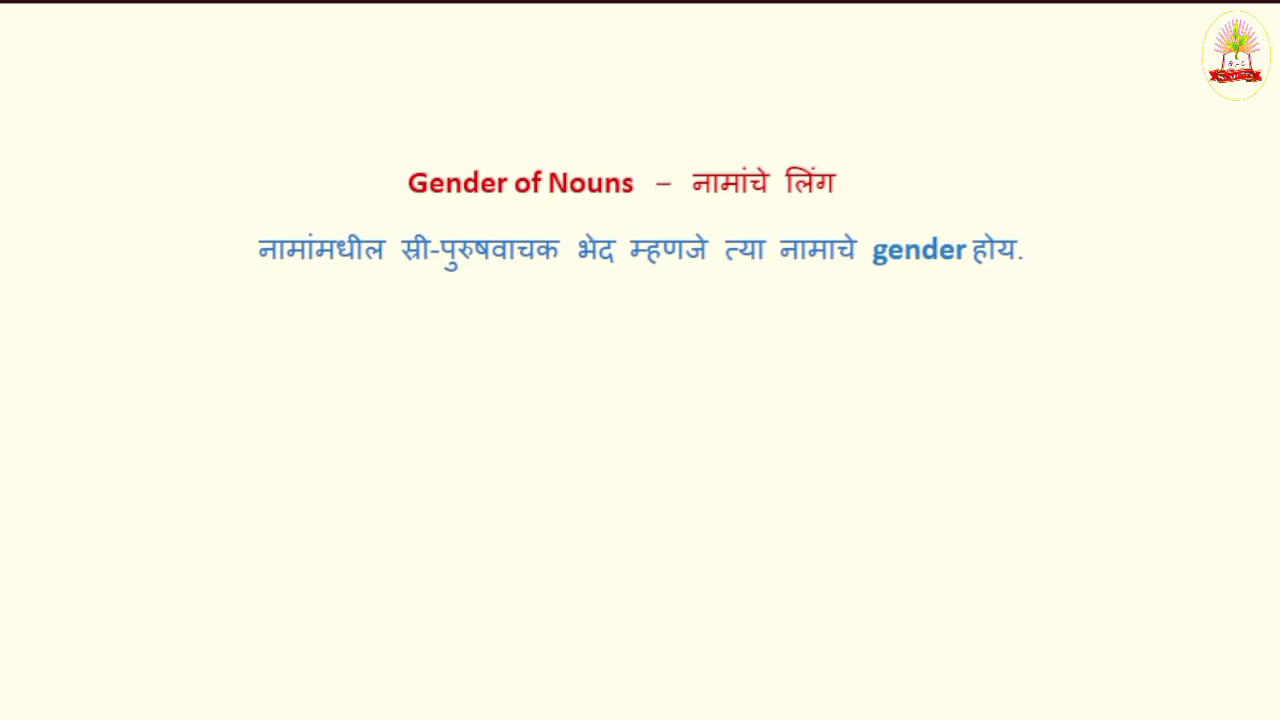 Gender of Nouns – नामांचे लिंग
नामांमधील स्री-पुरुषवाचक भेद म्हणजे त्या नामाचे gender होय.